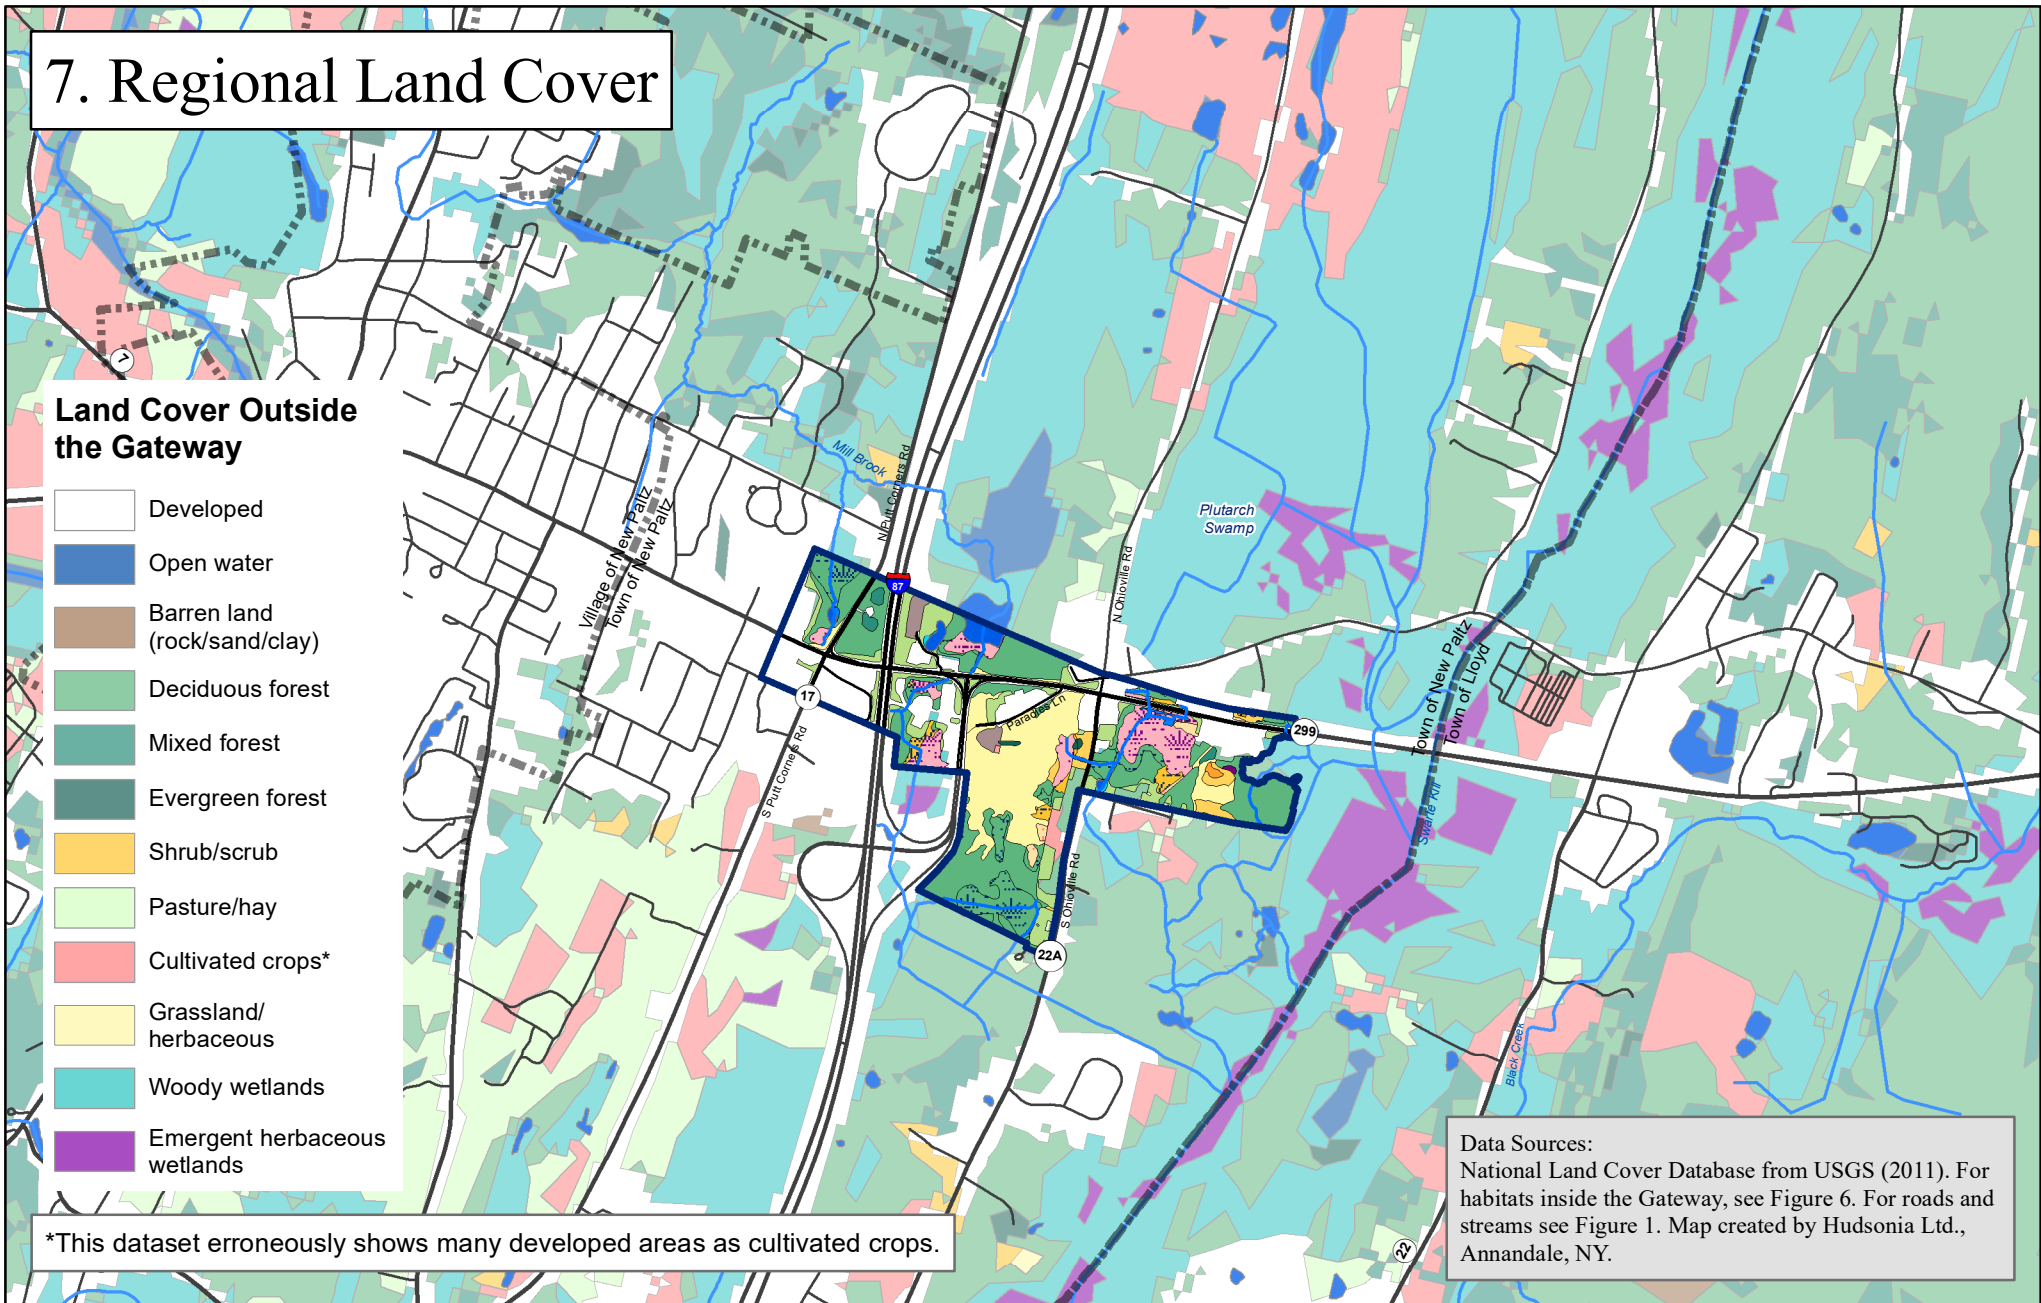 7. Regional Land Cover
7
Land Cover Outside
the Gateway
Developed
Open water
Barren land
(rock/sand/clay)
Deciduous forest
Mixed forest
Evergreen forest
Shrub/scrub
Pasture/hay
Cultivated crops*
Grassland/
herbaceous
Woody wetlands
Emergent herbaceous
wetlands
*This dataset erroneously shows many developed areas as cultivated crops.
Mill Brook
N Putt Corners Rd
Village of New Paltz
Town of New Paltz
87
17
S Putt Corners Rd
Paradies Ln
N Ohioville Rd
Plutarch
Swamp
299
Town of New Paltz
Town of Lloyd
Swarte Kill
S Ohioville Rd
22A
Black Creek
22
Data Sources:
National Land Cover Database from USGS (2011). For
habitats inside the Gateway, see Figure 6. For roads and
streams see Figure 1. Map created by Hudsonia Ltd.,
Annandale, NY.